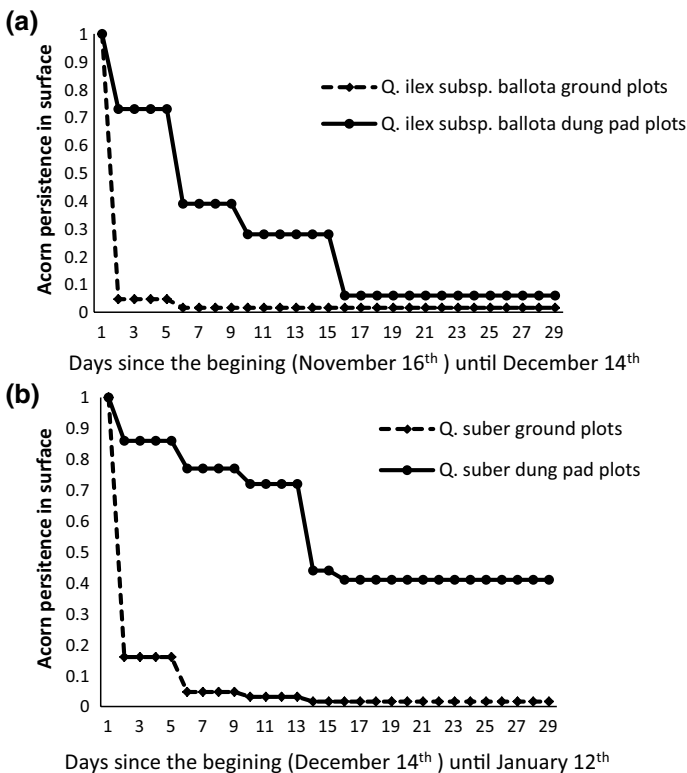 (a)
1
0.9
0.8
0.7
0.6
0.5
0.4
0.3
0.2
0.1
0
Acorn persistence in surface
Q. ilex subsp. ballota ground plots
Q. ilex subsp. ballota dung pad plots
1 3 5 7 9 11 13 15 17 19 21 23 25 27 29
Days since the begining (November 16th ) until December 14th
(b)
1
0.9
0.8
0.7
0.6
0.5
0.4
0.3
0.2
0.1
0
Acorn persitence in surface
Q. suber ground plots
Q. suber dung pad plots
1 3 5 7 9 11 13 15 17 19 21 23 25 27 29
Days since the begining (December 14th ) until January 12th